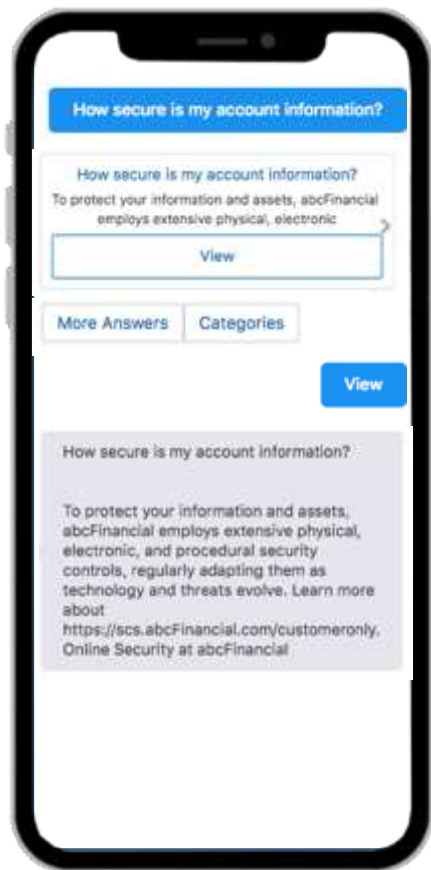 How secure is my account information?
How secure is my account information?
To protect your information and assets, abcFinancial
employs extensive physical, electronic
View
More Answers
Categories
View
How secure is my account information?
To protect your information and assets,
abcFinancial employs extensive physical,
electronic, and procedural security
controls, regularly adapting them as
technology and threats evolve. Learn more
about
https://scs.abcFinancial.com/customeronly.
Online Security at abcFinancial